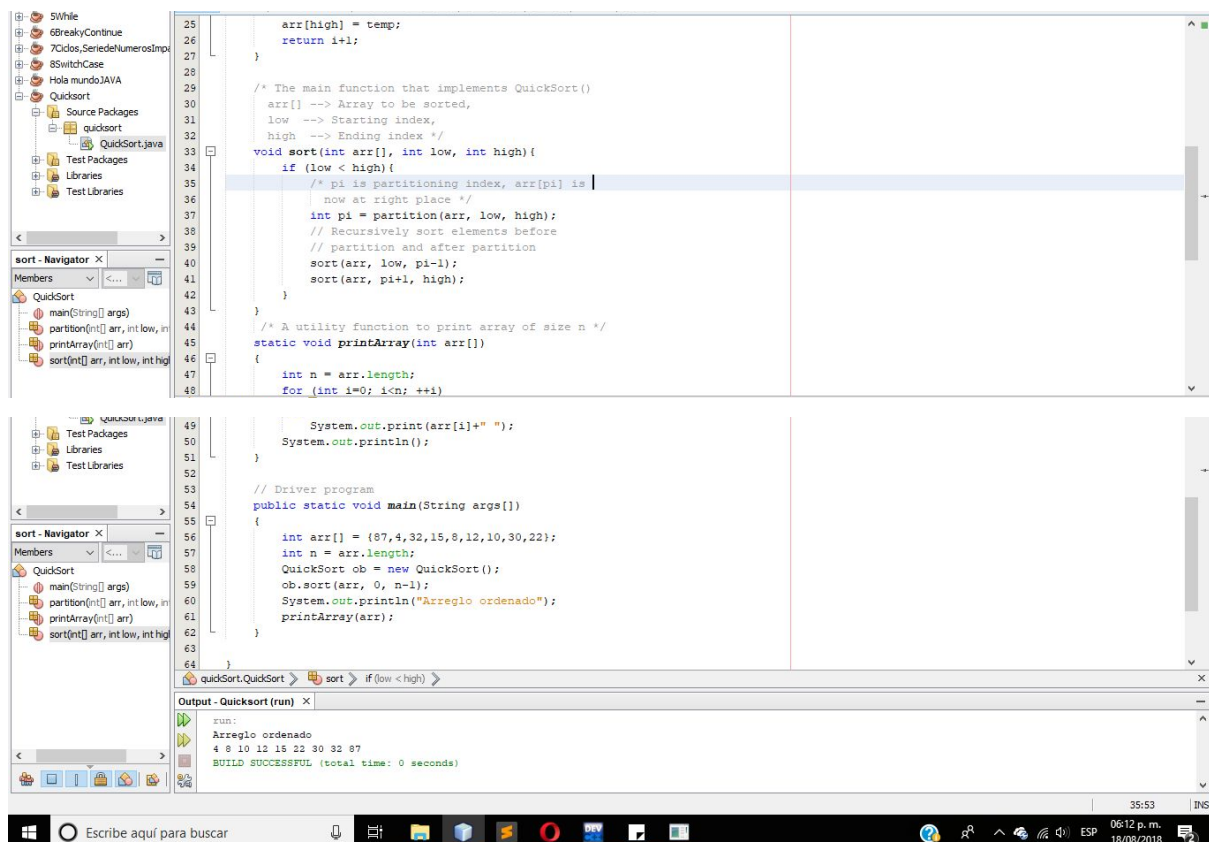 5While
6BreakyContinue
7Ciclos,SeriedeNumerosImpa
8SwitchCase
Hola mundoJAVA
Quicksort
Source Packages
quicksort
QuickSort.java
Test Packages
Libraries
Test Libraries
sort - Navigator ×
Members
<...
QuickSort
main(String[] args)
partition(int[] arr, int low, in
printArray(int[] arr)
sort(int[] arr, int low, int higl
25 arr[high] = temp;
26 return i+1;
27 }
28
29 /* The main function that implements QuickSort()
30 arr[] --> Array to be sorted,
31 low --> Starting index,
32 high --> Ending index */
33 void sort(int arr[], int low, int high){
34 if (low < high){
35 /* pi is partitioning index, arr[pi] is
36 now at right place */
37 int pi = partition(arr, low, high);
38 // Recursively sort elements before
39 // partition and after partition
40 sort(arr, low, pi-1);
41 sort(arr, pi+1, high);
42 }
43 }
44 /* A utility function to print array of size n */
45 static void printArray(int arr[])
46 {
47 int n = arr.length;
48 for (int i=0; i<n; ++i)
QuickSort.java
Test Packages
Libraries
Test Libraries
sort - Navigator ×
Members
<...
QuickSort
main(String[] args)
partition(int[] arr, int low, in
printArray(int[] arr)
sort(int[] arr, int low, int higl
49 System.out.print(arr[i]+" ");
50 System.out.println();
51 }
52
53 // Driver program
54 public static void main(String args[])
55 {
56 int arr[] = {87,4,32,15,8,12,10,30,22};
57 int n = arr.length;
58 QuickSort ob = new QuickSort();
59 ob.sort(arr, 0, n-1);
60 System.out.println("Arreglo ordenado");
61 printArray(arr);
62 }
63
64 }
quickSort.QuickSort sort if (low < high)
Output - Quicksort (run) ×
run:
Arreglo ordenado
4 8 10 12 15 22 30 32 87
BUILD SUCCESSFUL (total time: 0 seconds)
35:53 INS
Escribe aquí para buscar
DEV
ESP
06:12 p. m.
18/08/2018
2